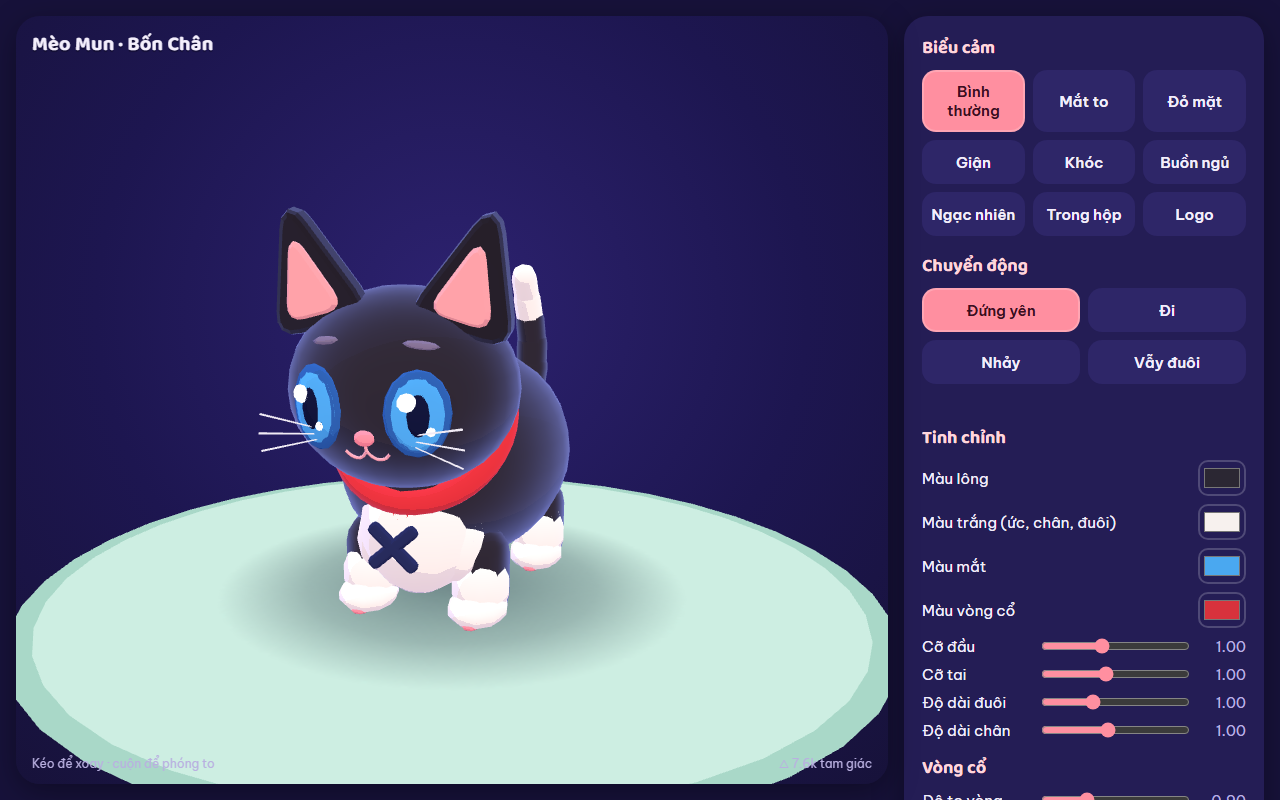 Mèo Mun · Bốn Chân
Kéo để xoay · cuộn để phóng to
△ 7.6k tam giác
Biểu cảm
Bình
thường
Mắt to
Đỏ mặt
Giận
Khóc
Buồn ngủ
Ngạc nhiên
Trong hộp
Logo
Chuyển động
Đứng yên
Đi
Nhảy
Vẫy đuôi
Tinh chỉnh
Màu lông
Màu trắng (ức, chân, đuôi)
Màu mắt
Màu vòng cổ
Cỡ đầu 1.00
Cỡ tai 1.00
Độ dài đuôi 1.00
Độ dài chân 1.00
Vòng cổ